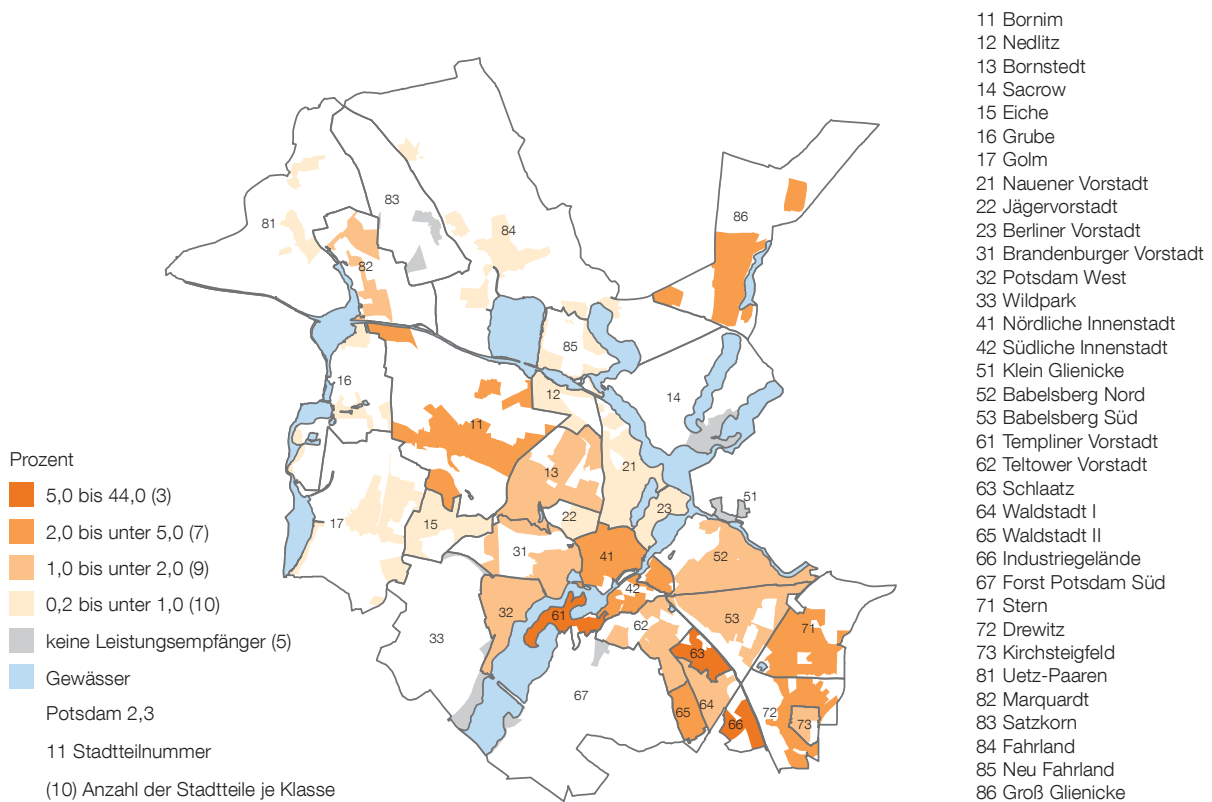 11 Bornim
12 Nedlitz
13 Bornstedt
14 Sacrow
15 Eiche
16 Grube
17 Golm
21 Nauener Vorstadt
22 Jägervorstadt
23 Berliner Vorstadt
31 Brandenburger Vorstadt
32 Potsdam West
33 Wildpark
41 Nördliche Innenstadt
42 Südliche Innenstadt
51 Klein Glienicke
52 Babelsberg Nord
53 Babelsberg Süd
61 Templiner Vorstadt
62 Teltower Vorstadt
63 Schlaatz
64 Waldstadt I
65 Waldstadt II
66 Industriegelände
67 Forst Potsdam Süd
71 Stern
72 Drewitz
73 Kirchsteigfeld
81 Uetz-Paaren
82 Marquardt
83 Satzkorn
84 Fahrland
85 Neu Fahrland
86 Groß Glienicke
83
86
81
84
82
85
16
12
14
11
13
21
51
17
15
22
23
31
41
52
42
32
61
62
53
71
33
63
67
65
64
66
72
73
Prozent
5,0 bis 44,0 (3)
2,0 bis unter 5,0 (7)
1,0 bis unter 2,0 (9)
0,2 bis unter 1,0 (10)
keine Leistungsempfänger (5)
Gewässer
Potsdam 2,3
11 Stadtteilnummer
(10) Anzahl der Stadtteile je Klasse